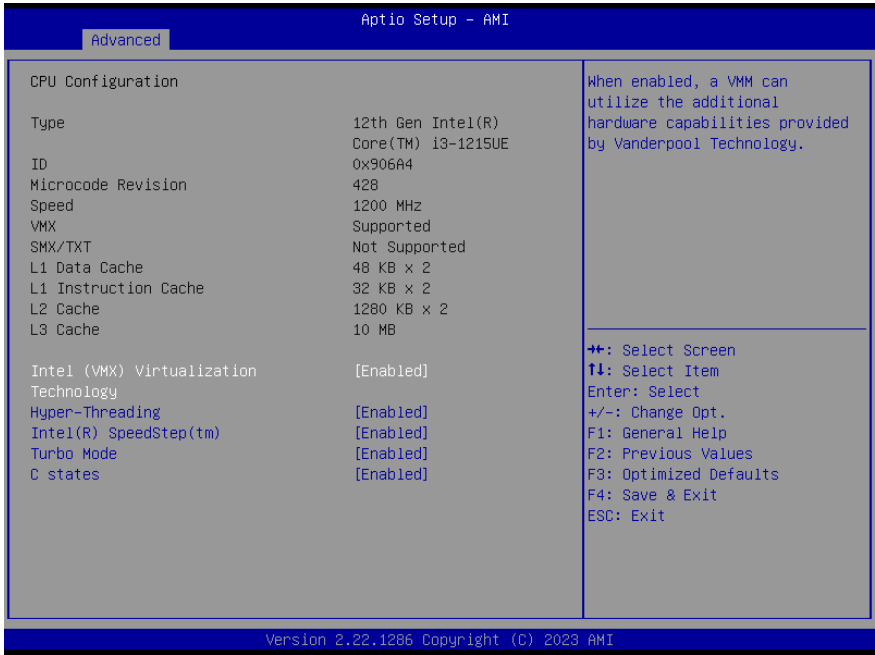 Aptio Setup – AMI
Advanced
CPU Configuration
When enabled, a VMM can
utilize the additional
Type 12th Gen Intel(R) hardware capabilities provided
Core(TM) i3-1215UE by Vanderpool Technology.
ID 0x906A4
Microcode Revision 428
Speed 1200 MHz
VMX Supported
SMX/TXT Not Supported
L1 Data Cache 48 KB x 2
L1 Instruction Cache 32 KB x 2
L2 Cache 1280 KB x 2
L3 Cache 10 MB
→←: Select Screen
Intel (VMX) Virtualization [Enabled] ↑↓: Select Item
Technology Enter: Select
Hyper-Threading [Enabled] +/-: Change Opt.
Intel(R) SpeedStep(tm) [Enabled] F1: General Help
Turbo Mode [Enabled] F2: Previous Values
C states [Enabled] F3: Optimized Defaults
F4: Save & Exit
ESC: Exit
Version 2.22.1286 Copyright (C) 2023 AMI